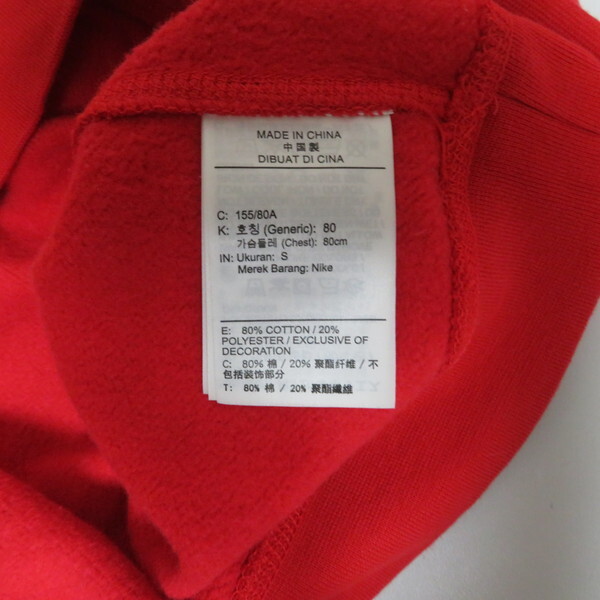 MADE IN CHINA
中国製
DIBUAT DI CINA
C: 155/80A
K: 호칭 (Generic): 80
가슴둘레 (Chest): 80cm
IN: Ukuran: S
Merek Barang: Nike
E: 80% COTTON / 20%
POLYESTER / EXCLUSIVE OF
DECORATION
C: 80% 棉 / 20% 聚酯纤维 / 不
包括装饰部分
T: 80% 棉 / 20% 聚酯纖維